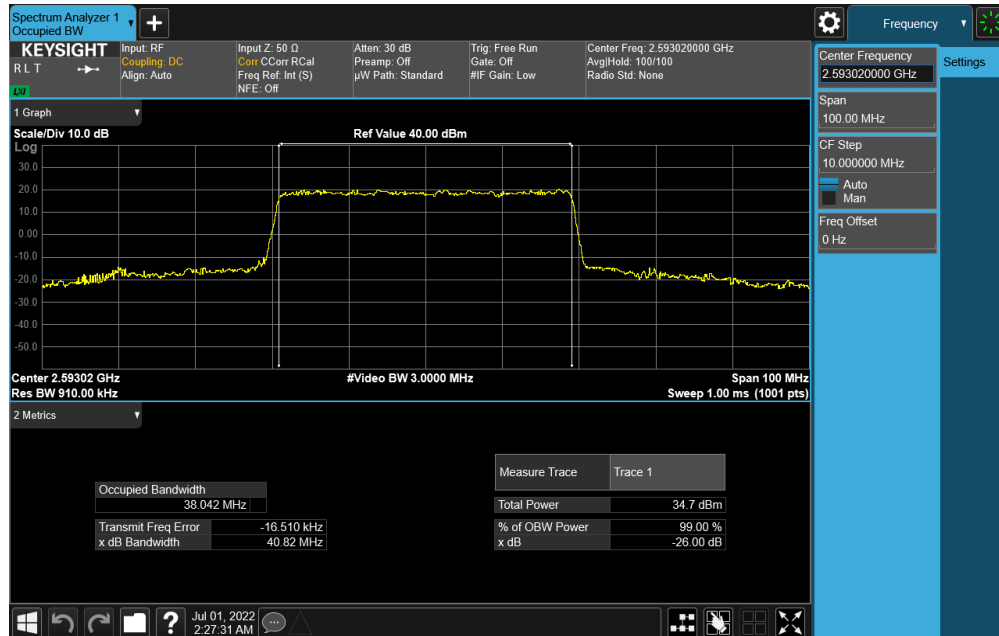 Spectrum Analyzer 1
Occupied BW
Frequency
KEYSIGHT
RLT
LXI
Input: RF
Coupling: DC
Align: Auto
Input Z: 50 Ω
Corr CCorr RCal
Freq Ref: Int (S)
NFE: Off
Atten: 30 dB
Preamp: Off
µW Path: Standard
Trig: Free Run
Gate: Off
#IF Gain: Low
Center Freq: 2.593020000 GHz
Avg|Hold: 100/100
Radio Std: None
Center Frequency
2.593020000 GHz
Settings
Span
100.00 MHz
CF Step
10.000000 MHz
Auto
Man
Freq Offset
0 Hz
1 Graph
Scale/Div 10.0 dB
Ref Value 40.00 dBm
Log
30.0
20.0
10.0
0.00
-10.0
-20.0
-30.0
-40.0
-50.0
Center 2.59302 GHz
#Video BW 3.0000 MHz
Span 100 MHz
Res BW 910.00 kHz
Sweep 1.00 ms (1001 pts)
2 Metrics
Occupied Bandwidth
38.042 MHz
Transmit Freq Error -16.510 kHz
x dB Bandwidth 40.82 MHz
Measure Trace Trace 1
Total Power 34.7 dBm
% of OBW Power 99.00 %
x dB -26.00 dB
Jul 01, 2022
2:27:31 AM